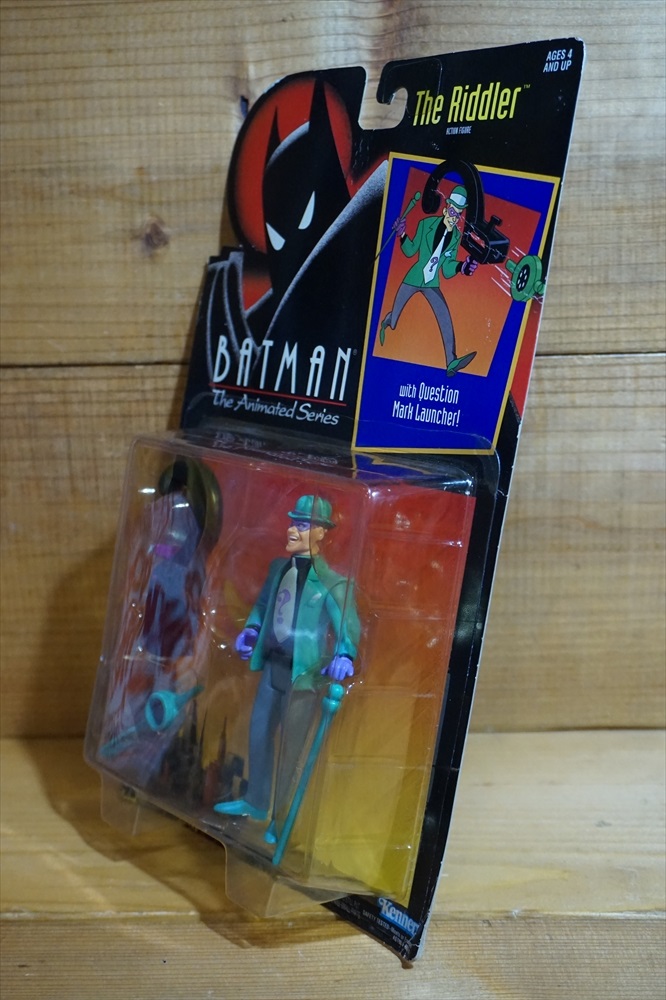 AGES 4
AND UP
The Riddler™
ACTION FIGURE
BATMAN®
The Animated Series
with Question
Mark Launcher!
?
?
Kenner